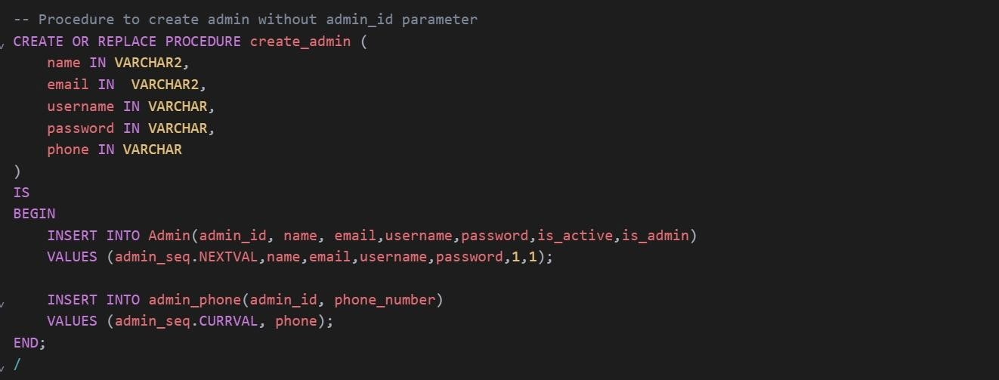 -- Procedure to create admin without admin_id parameter
CREATE OR REPLACE PROCEDURE create_admin (
    name IN VARCHAR2,
    email IN  VARCHAR2,
    username IN VARCHAR,
    password IN VARCHAR,
    phone IN VARCHAR
)
IS
BEGIN
    INSERT INTO Admin(admin_id, name, email,username,password,is_active,is_admin)
    VALUES (admin_seq.NEXTVAL,name,email,username,password,1,1);

    INSERT INTO admin_phone(admin_id, phone_number)
    VALUES (admin_seq.CURRVAL, phone);
END;
/